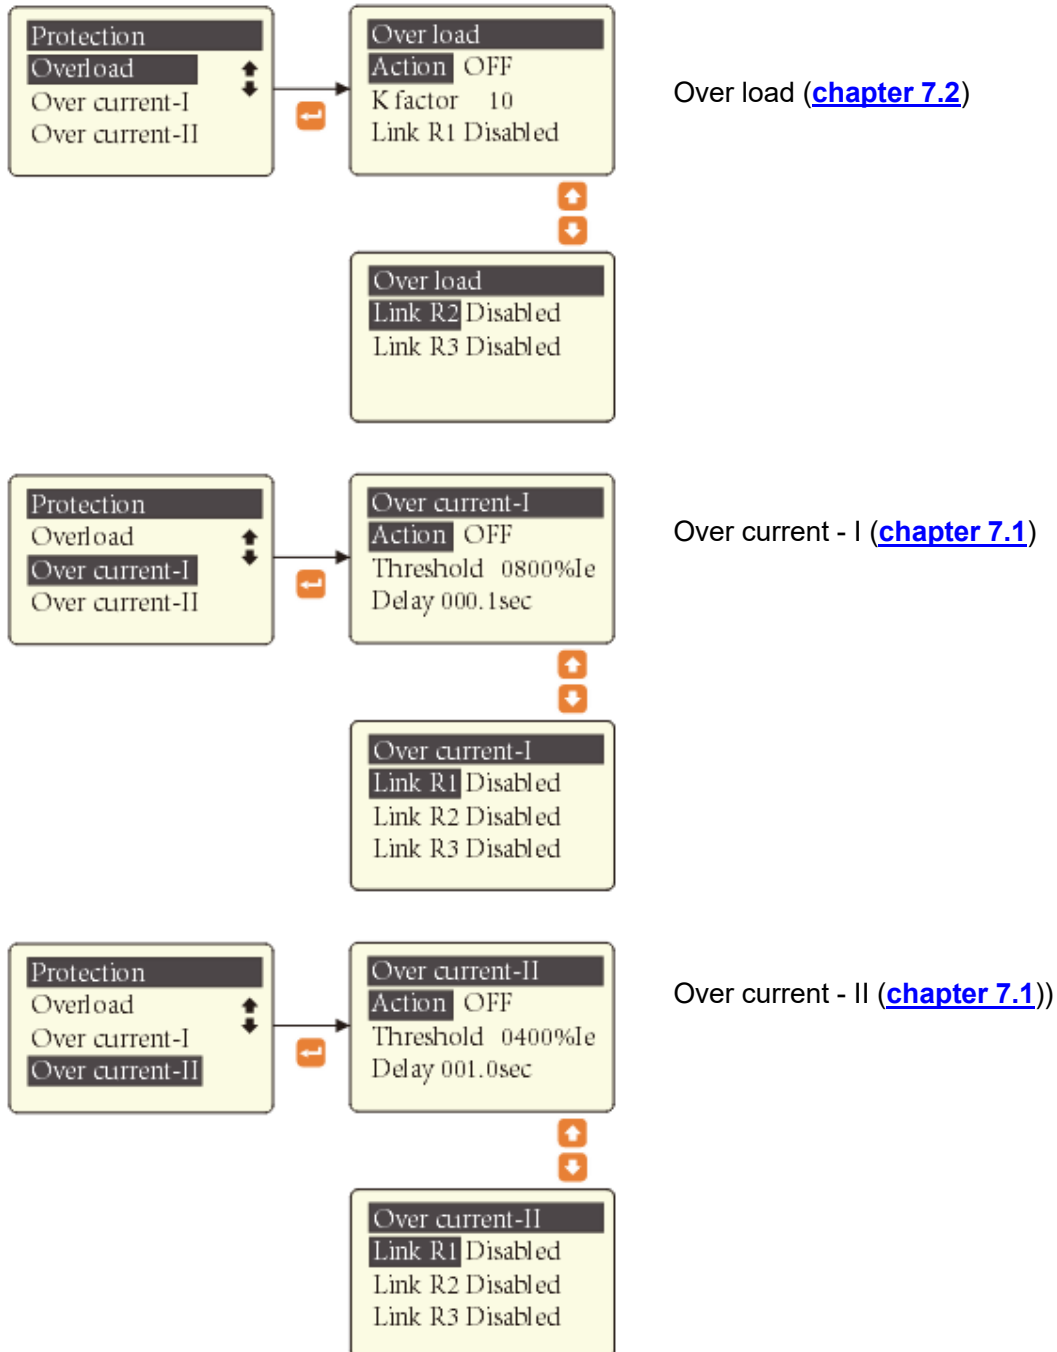 Protection
Overload
Over current-I
Over current-II
Over load
Action OFF
K factor 10
Link R1 Disabled
Over load (chapter 7.2)
Over load
Link R2 Disabled
Link R3 Disabled
Protection
Overload
Over current-I
Over current-II
Over current-I
Action OFF
Threshold 0800%Ie
Delay 000.1sec
Over current - I (chapter 7.1)
Over current-I
Link R1 Disabled
Link R2 Disabled
Link R3 Disabled
Protection
Overload
Over current-I
Over current-II
Over current-II
Action OFF
Threshold 0400%Ie
Delay 001.0sec
Over current - II (chapter 7.1))
Over current-II
Link R1 Disabled
Link R2 Disabled
Link R3 Disabled